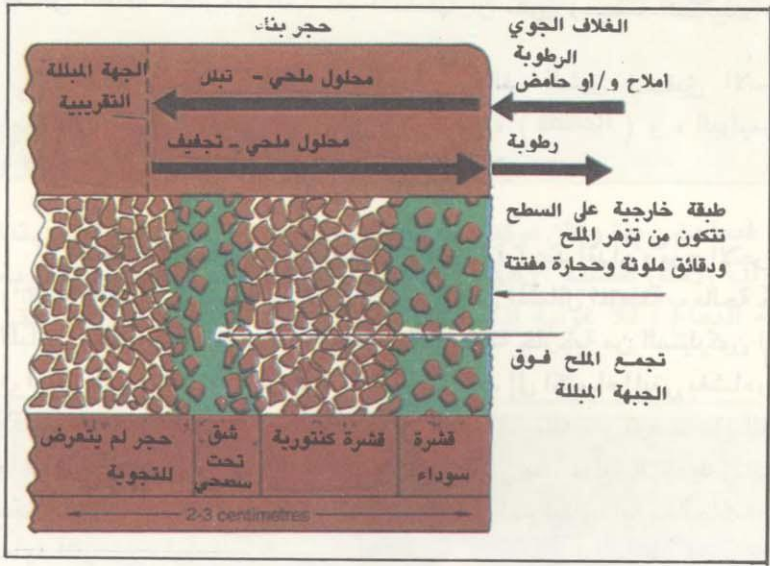 الغلاف الجوي
الرطوبة
املاح و/او حامض
حجر بناء
الجهة المبللة
التقريبية
محلول ملحي - تبلل
محلول ملحي - تجفيف
رطوبة
طبقة خارجية على السطح
تتكون من تزهر الملح
ودقائق ملوثة وحجارة مفتتة
تجمع الملح فوق
الجبهة المبللة
قشرة
سوداء
قشرة كنتورية
شق
تحت
سطحي
حجر لم يتعرض
للتجوية
2-3 centimetres